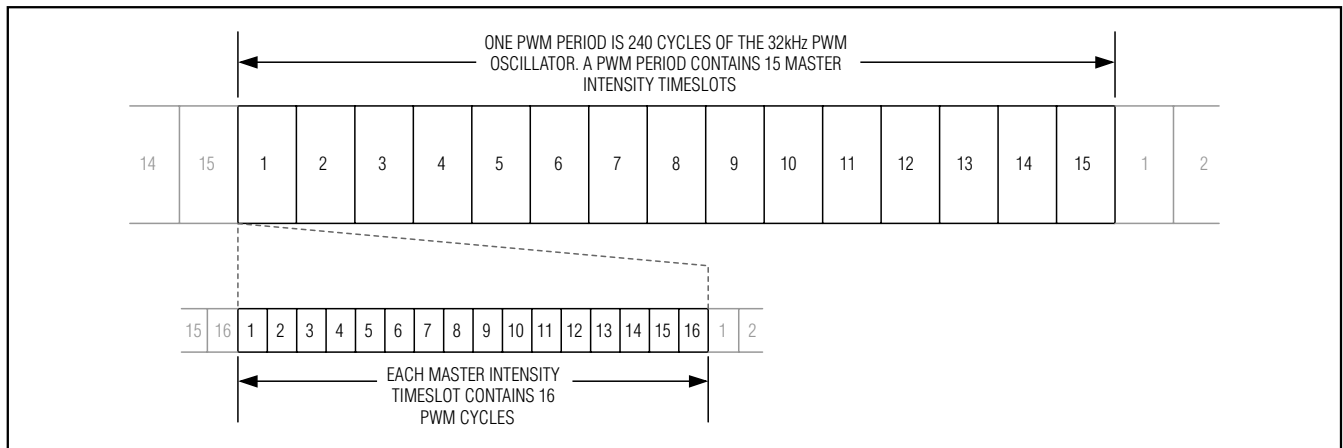 ONE PWM PERIOD IS 240 CYCLES OF THE 32kHz PWM
OSCILLATOR. A PWM PERIOD CONTAINS 15 MASTER
INTENSITY TIMESLOTS
14 15 1 2 3 4 5 6 7 8 9 10 11 12 13 14 15 1 2
15 16 1 2 3 4 5 6 7 8 9 10 11 12 13 14 15 16 1 2
EACH MASTER INTENSITY
TIMESLOT CONTAINS 16
PWM CYCLES